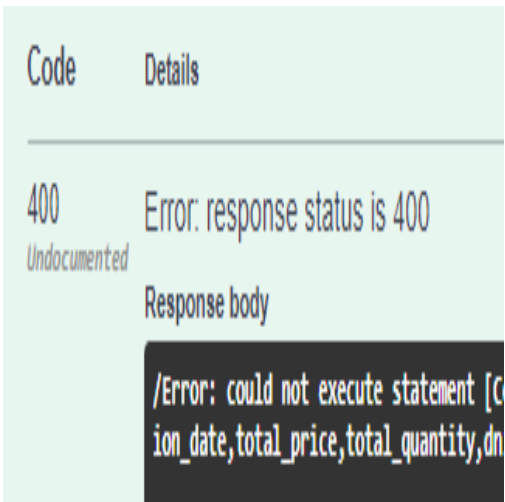 Code Details
400 Error: response status is 400
Undocumented
Response body
/Error: could not execute statement [C
ion_date,total_price,total_quantity,dn